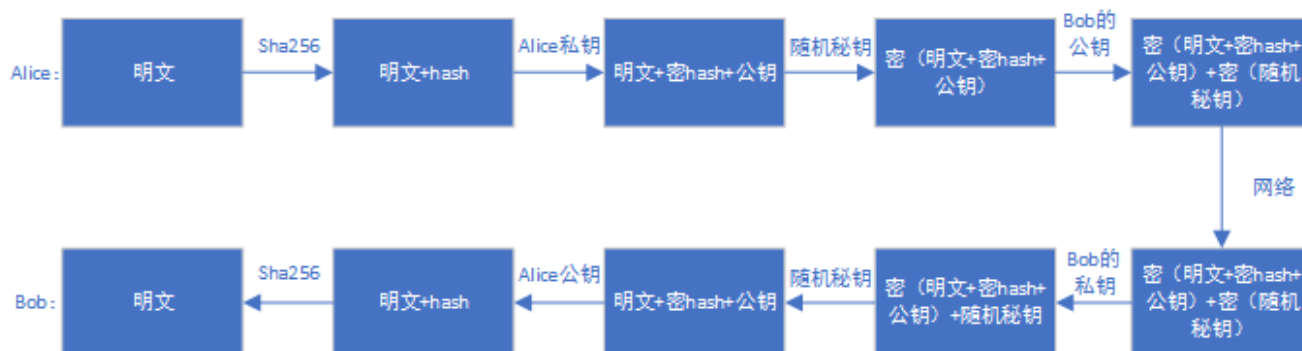 Sha256
Alice私钥
随机秘钥
Bob的
公钥
Alice:
明文
明文+hash
明文+密hash+公钥
密（明文+密hash+
公钥）
密（明文+密hash+
公钥）+密（随机
秘钥）
网络
Sha256
Alice公钥
随机秘钥
Bob的
私钥
Bob:
明文
明文+hash
明文+密hash+公钥
密（明文+密hash+
公钥）+随机秘钥
密（明文+密hash+
公钥）+密（随机
秘钥）